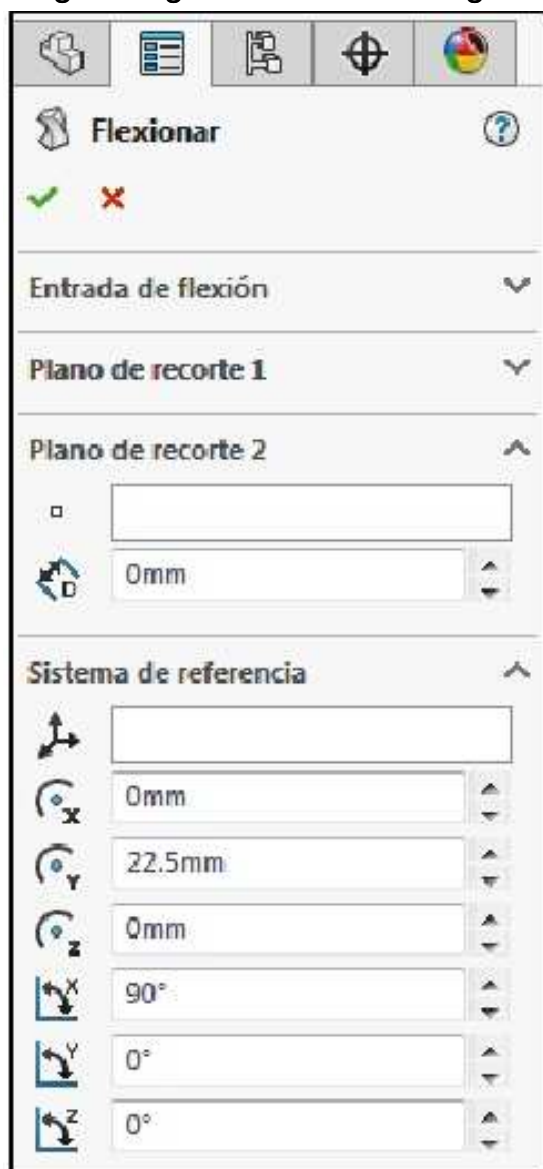 Flexionar
Entrada de flexión
Plano de recorte 1
Plano de recorte 2
D 0mm
Sistema de referencia
X 0mm
Y 22.5mm
Z 0mm
X 90°
Y 0°
Z 0°